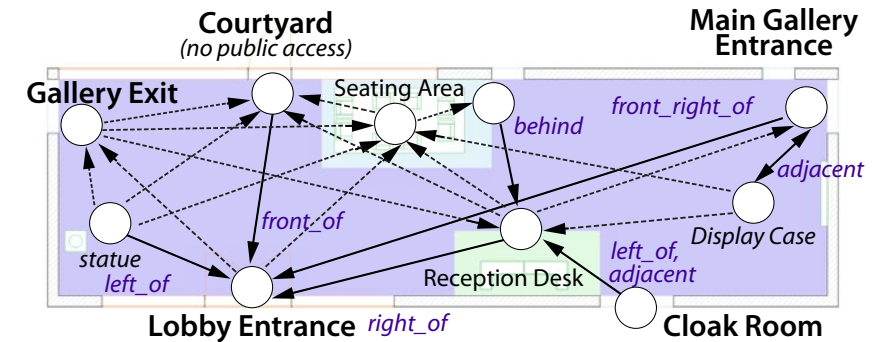 Courtyard
(no public access)
Main Gallery
Entrance
Gallery Exit
Seating Area
front_right_of
behind
adjacent
front_of
statue
left_of
left_of,
adjacent
Display Case
Reception Desk
Lobby Entrance
right_of
Cloak Room